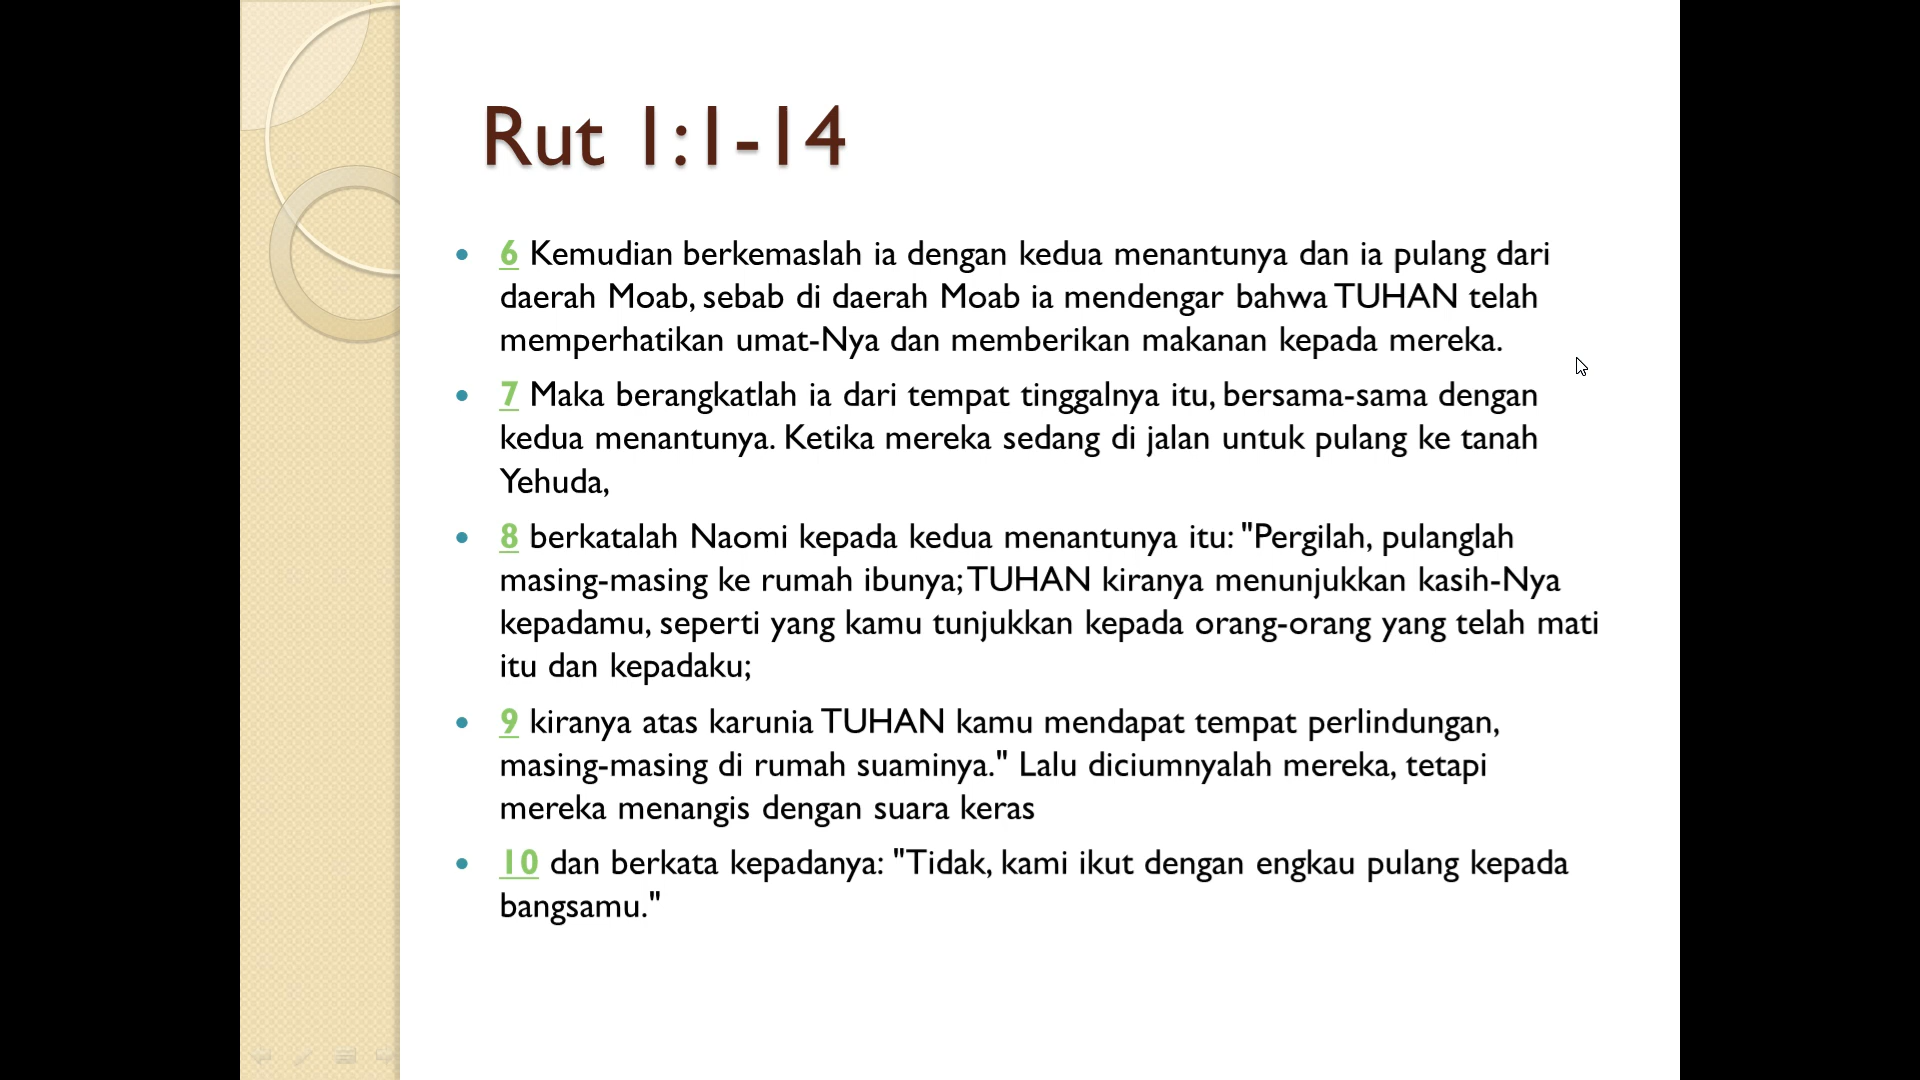 Rut 1:1-14
6 Kemudian berkemaslah ia dengan kedua menantunya dan ia pulang dari
daerah Moab, sebab di daerah Moab ia mendengar bahwa TUHAN telah
memperhatikan umat-Nya dan memberikan makanan kepada mereka.
7 Maka berangkatlah ia dari tempat tinggalnya itu, bersama-sama dengan
kedua menantunya. Ketika mereka sedang di jalan untuk pulang ke tanah
Yehuda,
8 berkatalah Naomi kepada kedua menantunya itu: "Pergilah, pulanglah
masing-masing ke rumah ibunya; TUHAN kiranya menunjukkan kasih-Nya
kepadamu, seperti yang kamu tunjukkan kepada orang-orang yang telah mati
itu dan kepadaku;
9 kiranya atas karunia TUHAN kamu mendapat tempat perlindungan,
masing-masing di rumah suaminya." Lalu diciumnyalah mereka, tetapi
mereka menangis dengan suara keras
10 dan berkata kepadanya: "Tidak, kami ikut dengan engkau pulang kepada
bangsamu."